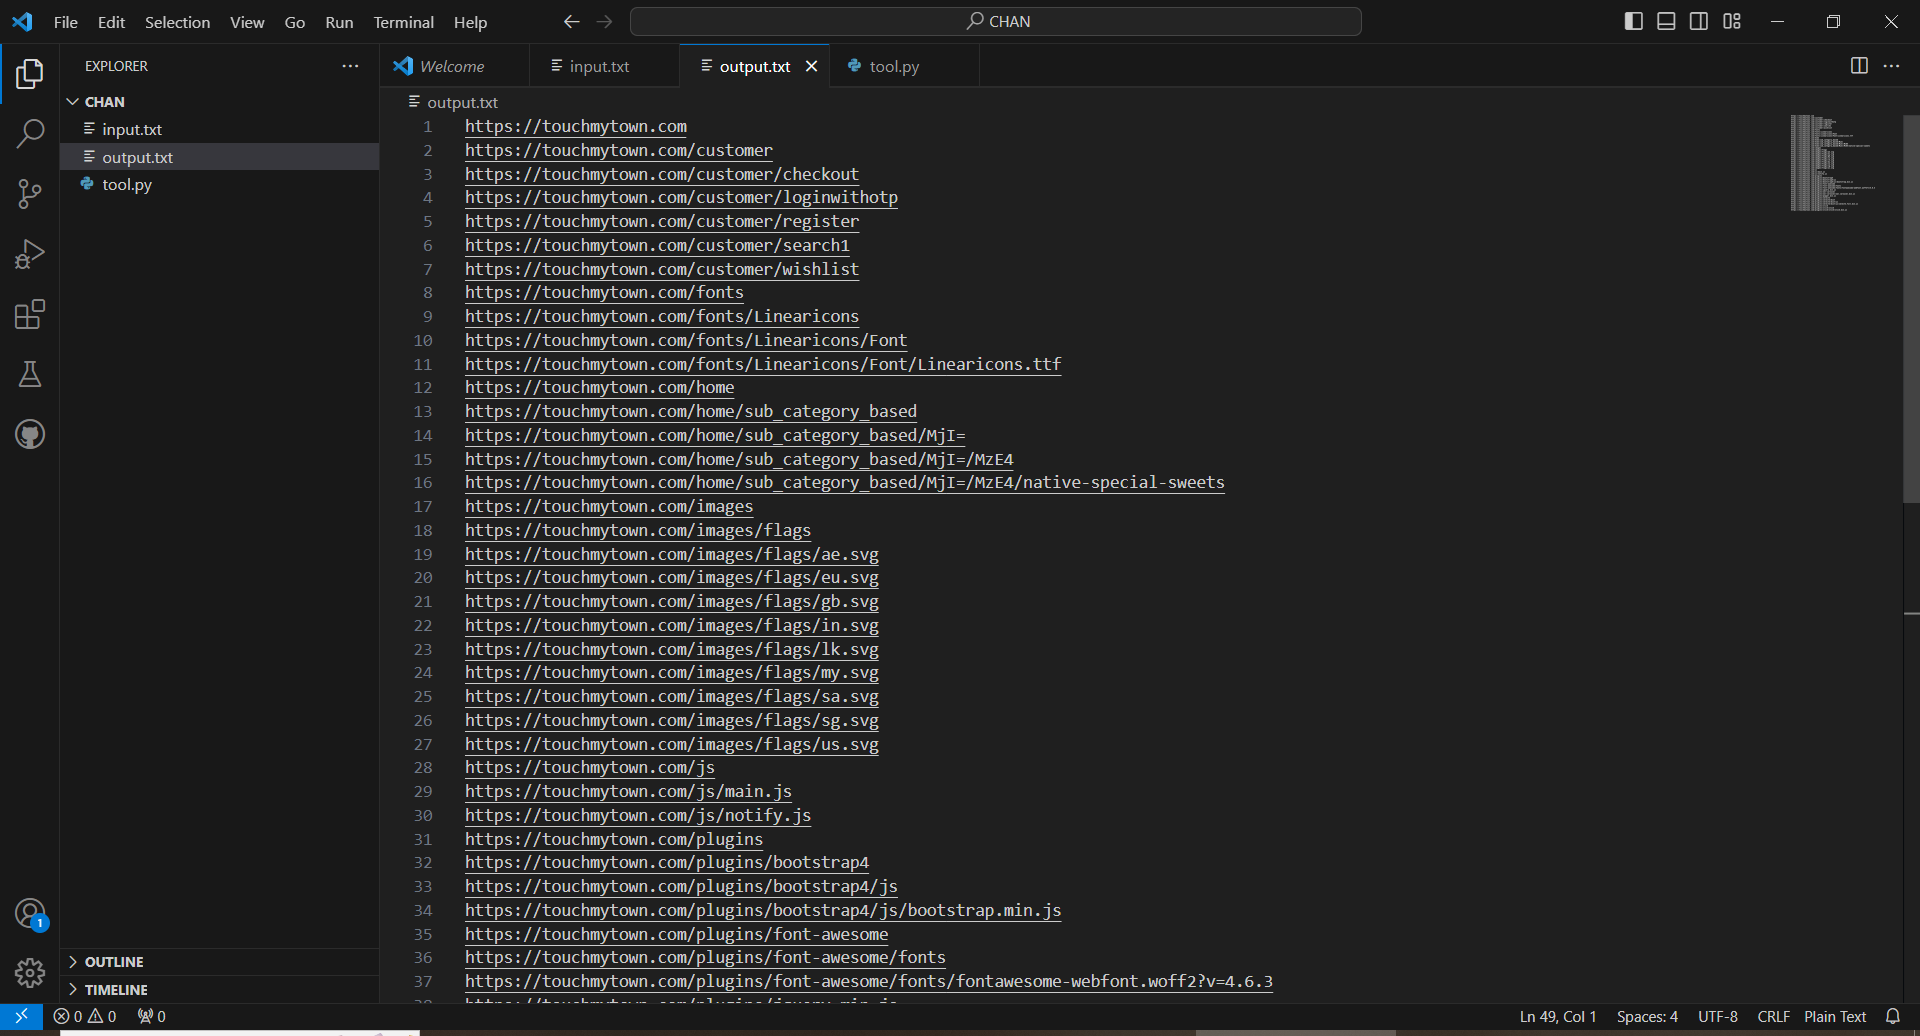 File Edit Selection View Go Run Terminal Help
CHAN
EXPLORER
CHAN
input.txt
output.txt
tool.py
OUTLINE
TIMELINE
Welcome
input.txt
output.txt
tool.py
output.txt
1 https://touchmytown.com
2 https://touchmytown.com/customer
3 https://touchmytown.com/customer/checkout
4 https://touchmytown.com/customer/loginwithotp
5 https://touchmytown.com/customer/register
6 https://touchmytown.com/customer/search1
7 https://touchmytown.com/customer/wishlist
8 https://touchmytown.com/fonts
9 https://touchmytown.com/fonts/Linearicons
10 https://touchmytown.com/fonts/Linearicons/Font
11 https://touchmytown.com/fonts/Linearicons/Font/Linearicons.ttf
12 https://touchmytown.com/home
13 https://touchmytown.com/home/sub_category_based
14 https://touchmytown.com/home/sub_category_based/MjI=
15 https://touchmytown.com/home/sub_category_based/MjI=/MzE4
16 https://touchmytown.com/home/sub_category_based/MjI=/MzE4/native-special-sweets
17 https://touchmytown.com/images
18 https://touchmytown.com/images/flags
19 https://touchmytown.com/images/flags/ae.svg
20 https://touchmytown.com/images/flags/eu.svg
21 https://touchmytown.com/images/flags/gb.svg
22 https://touchmytown.com/images/flags/in.svg
23 https://touchmytown.com/images/flags/lk.svg
24 https://touchmytown.com/images/flags/my.svg
25 https://touchmytown.com/images/flags/sa.svg
26 https://touchmytown.com/images/flags/sg.svg
27 https://touchmytown.com/images/flags/us.svg
28 https://touchmytown.com/js
29 https://touchmytown.com/js/main.js
30 https://touchmytown.com/js/notify.js
31 https://touchmytown.com/plugins
32 https://touchmytown.com/plugins/bootstrap4
33 https://touchmytown.com/plugins/bootstrap4/js
34 https://touchmytown.com/plugins/bootstrap4/js/bootstrap.min.js
35 https://touchmytown.com/plugins/font-awesome
36 https://touchmytown.com/plugins/font-awesome/fonts
37 https://touchmytown.com/plugins/font-awesome/fonts/fontawesome-webfont.woff2?v=4.6.3
1
0 0 0
Ln 49, Col 1 Spaces: 4 UTF-8 CRLF Plain Text